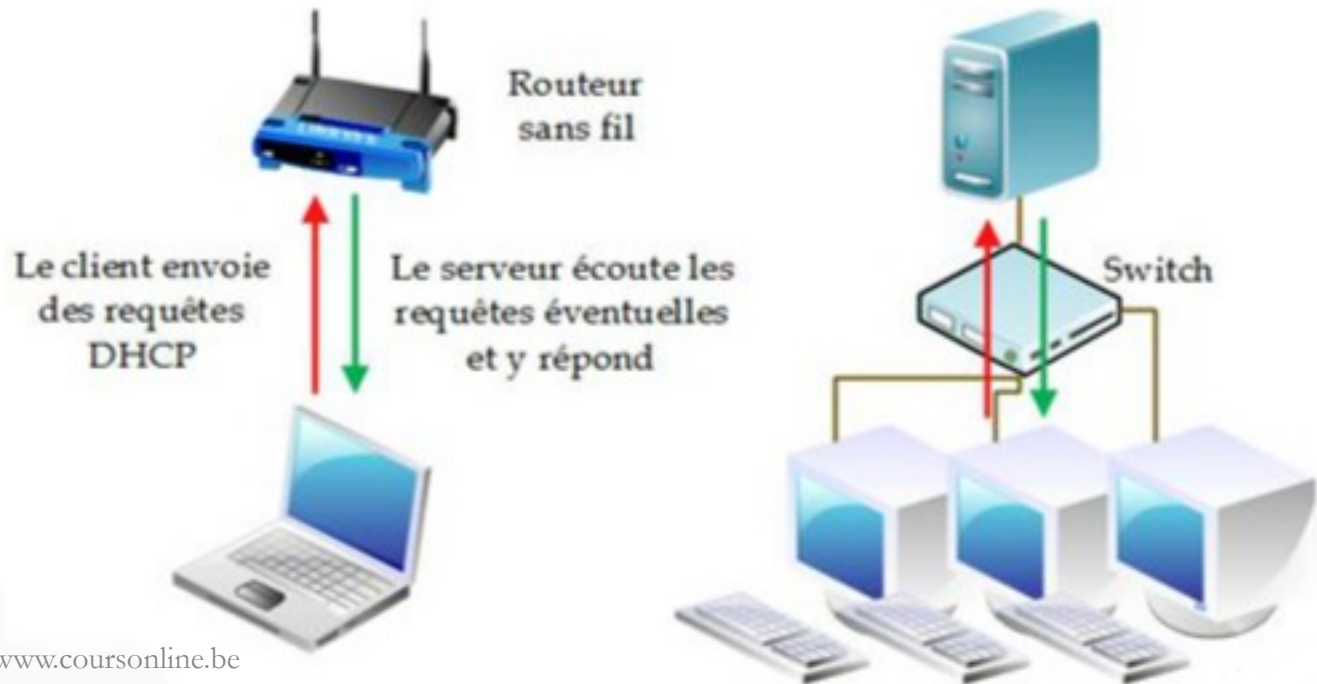 Routeur
sans fil
Le client envoie
des requêtes
DHCP
Le serveur écoute les
requêtes éventuelles
et y répond
Switch
www.coursonline.be